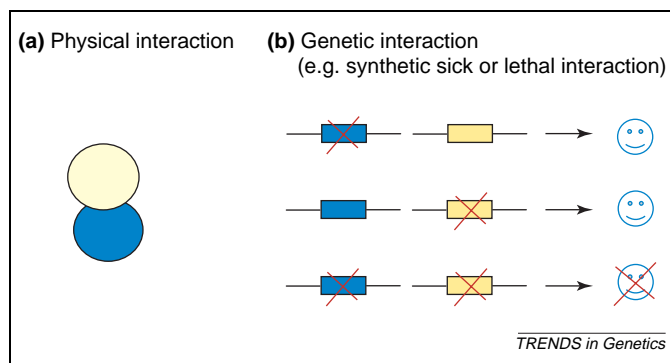 (a) Physical interaction
(b) Genetic interaction
(e.g. synthetic sick or lethal interaction)
TRENDS in Genetics